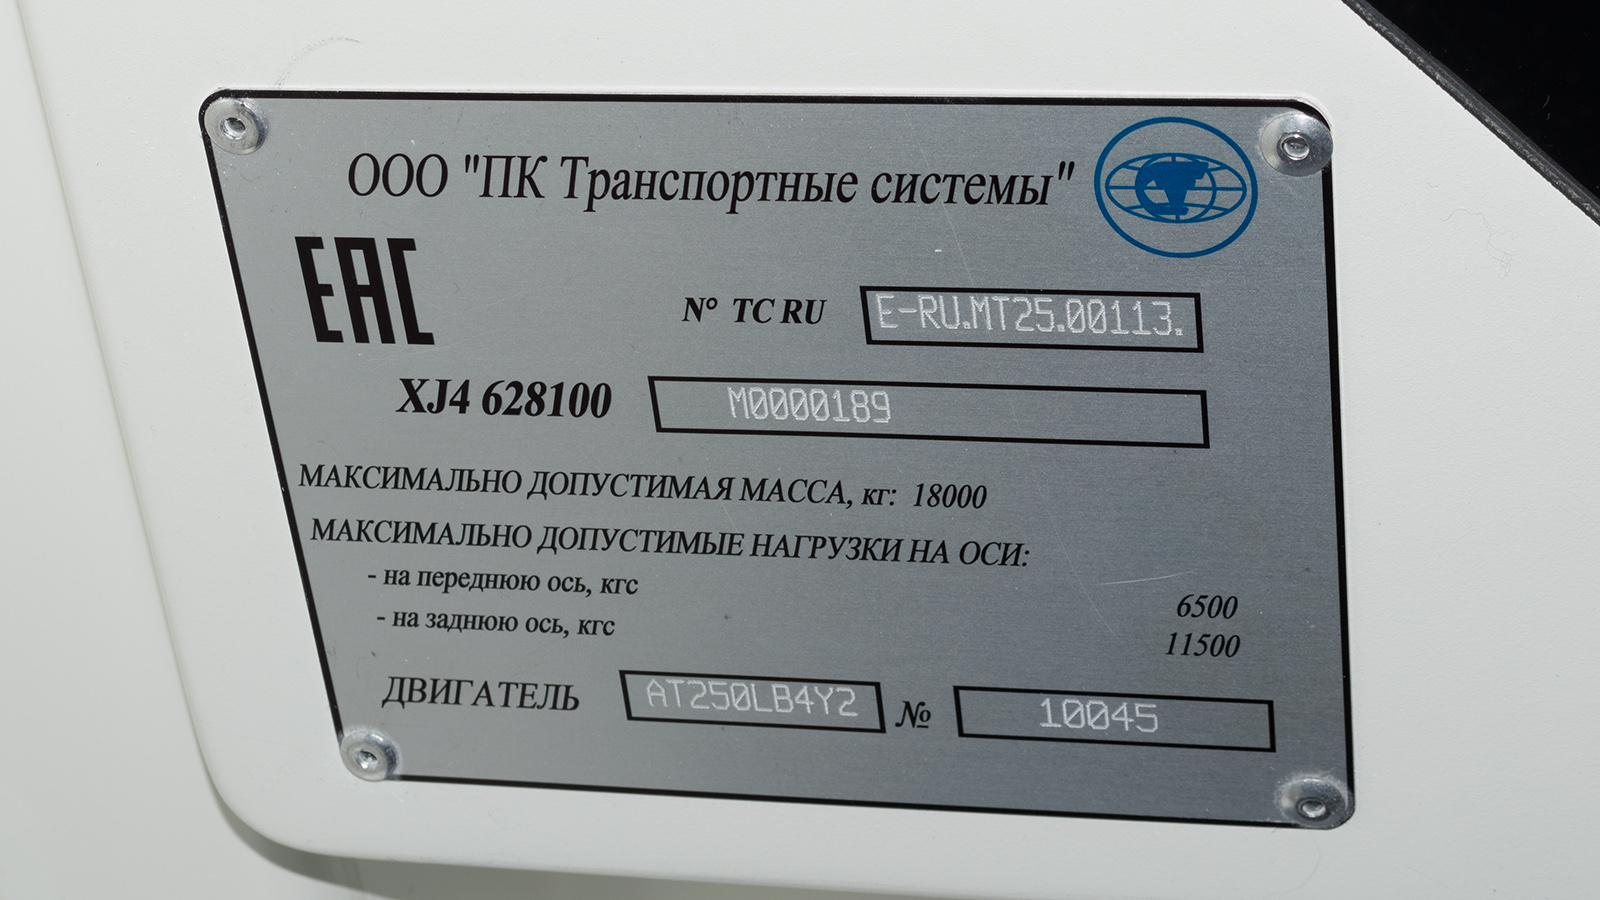 ООО "ПК Транспортные системы"
ЕАС
N° ТС RU E-RU.MT25.00113.
XJ4 628100 M0000189
МАКСИМАЛЬНО ДОПУСТИМАЯ МАССА, кг: 18000
МАКСИМАЛЬНО ДОПУСТИМЫЕ НАГРУЗКИ НА ОСИ:
- на переднюю ось, кгс 6500
- на заднюю ось, кгс 11500
ДВИГАТЕЛЬ AT250LB4Y2 № 10045